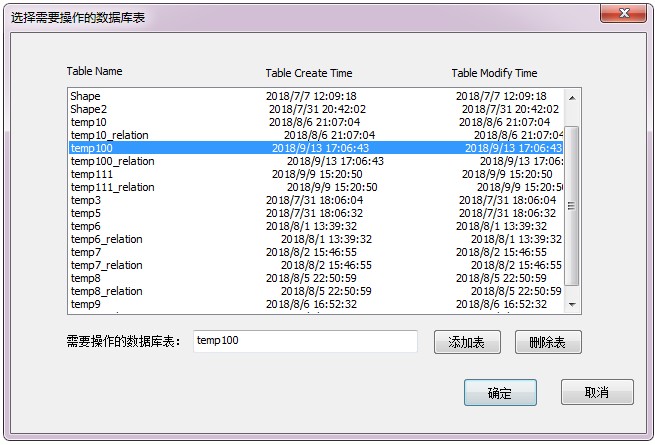 选择需要操作的数据库表
Table Name Table Create Time Table Modify Time
Shape 2018/7/7 12:09:18 2018/7/7 12:09:18
Shape2 2018/7/31 20:42:02 2018/7/31 20:42:02
temp10 2018/8/6 21:07:04 2018/8/6 21:07:04
temp10_relation 2018/8/6 21:07:04 2018/8/6 21:07:04
temp100 2018/9/13 17:06:43 2018/9/13 17:06:43
temp100_relation 2018/9/13 17:06:43 2018/9/13 17:06:43
temp111 2018/9/9 15:20:50 2018/9/9 15:20:50
temp111_relation 2018/9/9 15:20:50 2018/9/9 15:20:50
temp3 2018/7/31 18:06:04 2018/7/31 18:06:04
temp5 2018/7/31 18:06:32 2018/7/31 18:06:32
temp6 2018/8/1 13:39:32 2018/8/1 13:39:32
temp6_relation 2018/8/1 13:39:32 2018/8/1 13:39:32
temp7 2018/8/2 15:46:55 2018/8/2 15:46:55
temp7_relation 2018/8/2 15:46:55 2018/8/2 15:46:55
temp8 2018/8/5 22:50:59 2018/8/5 22:50:59
temp8_relation 2018/8/5 22:50:59 2018/8/5 22:50:59
temp9 2018/8/6 16:52:32 2018/8/6 16:52:32
需要操作的数据库表： temp100 添加表 删除表
确定 取消